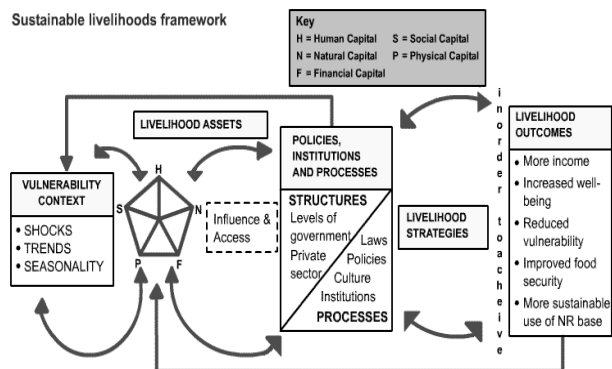 Sustainable livelihoods framework
Key
H = Human Capital S = Social Capital
N = Natural Capital P = Physical Capital
F = Financial Capital
LIVELIHOOD ASSETS
H
S
N
P
F
VULNERABILITY
CONTEXT
• SHOCKS
• TRENDS
• SEASONALITY
Influence &
Access
POLICIES,
INSTITUTIONS
AND PROCESSES
STRUCTURES
Levels of
government
Private
sector
Laws
Policies
Culture
Institutions
PROCESSES
LIVELIHOOD
STRATEGIES
inorder toacheive
LIVELIHOOD
OUTCOMES
• More income
• Increased well-
being
• Reduced
vulnerability
• Improved food
security
• More sustainable
use of NR base